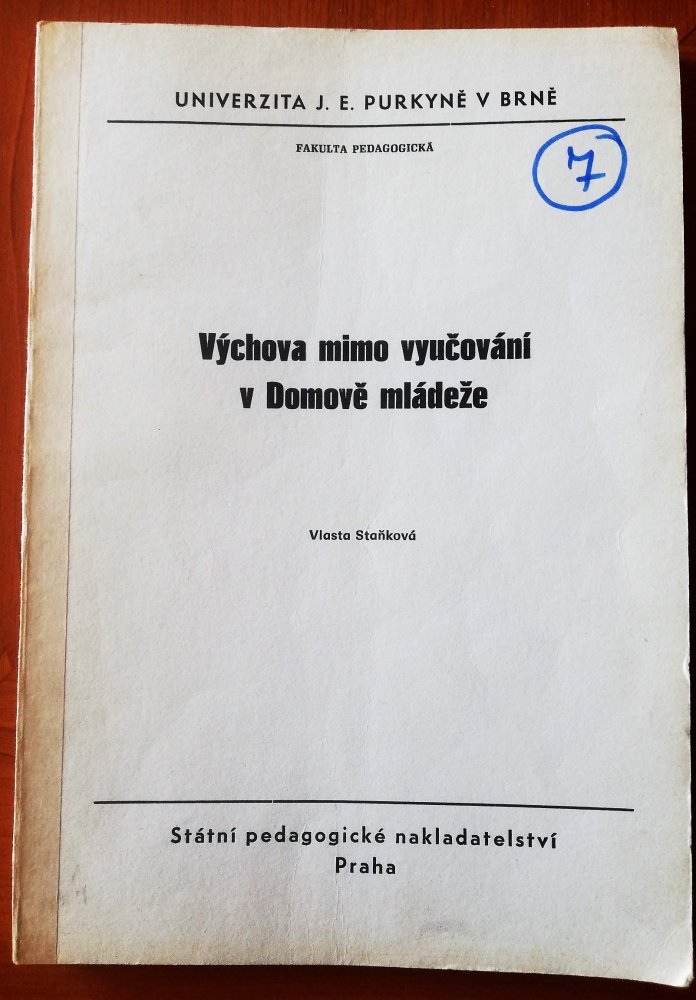 UNIVERZITA J. E. PURKYNĚ V BRNĚ
FAKULTA PEDAGOGICKÁ
7
Výchova mimo vyučování
v Domově mládeže
Vlasta Staňková
Státní pedagogické nakladatelství
Praha